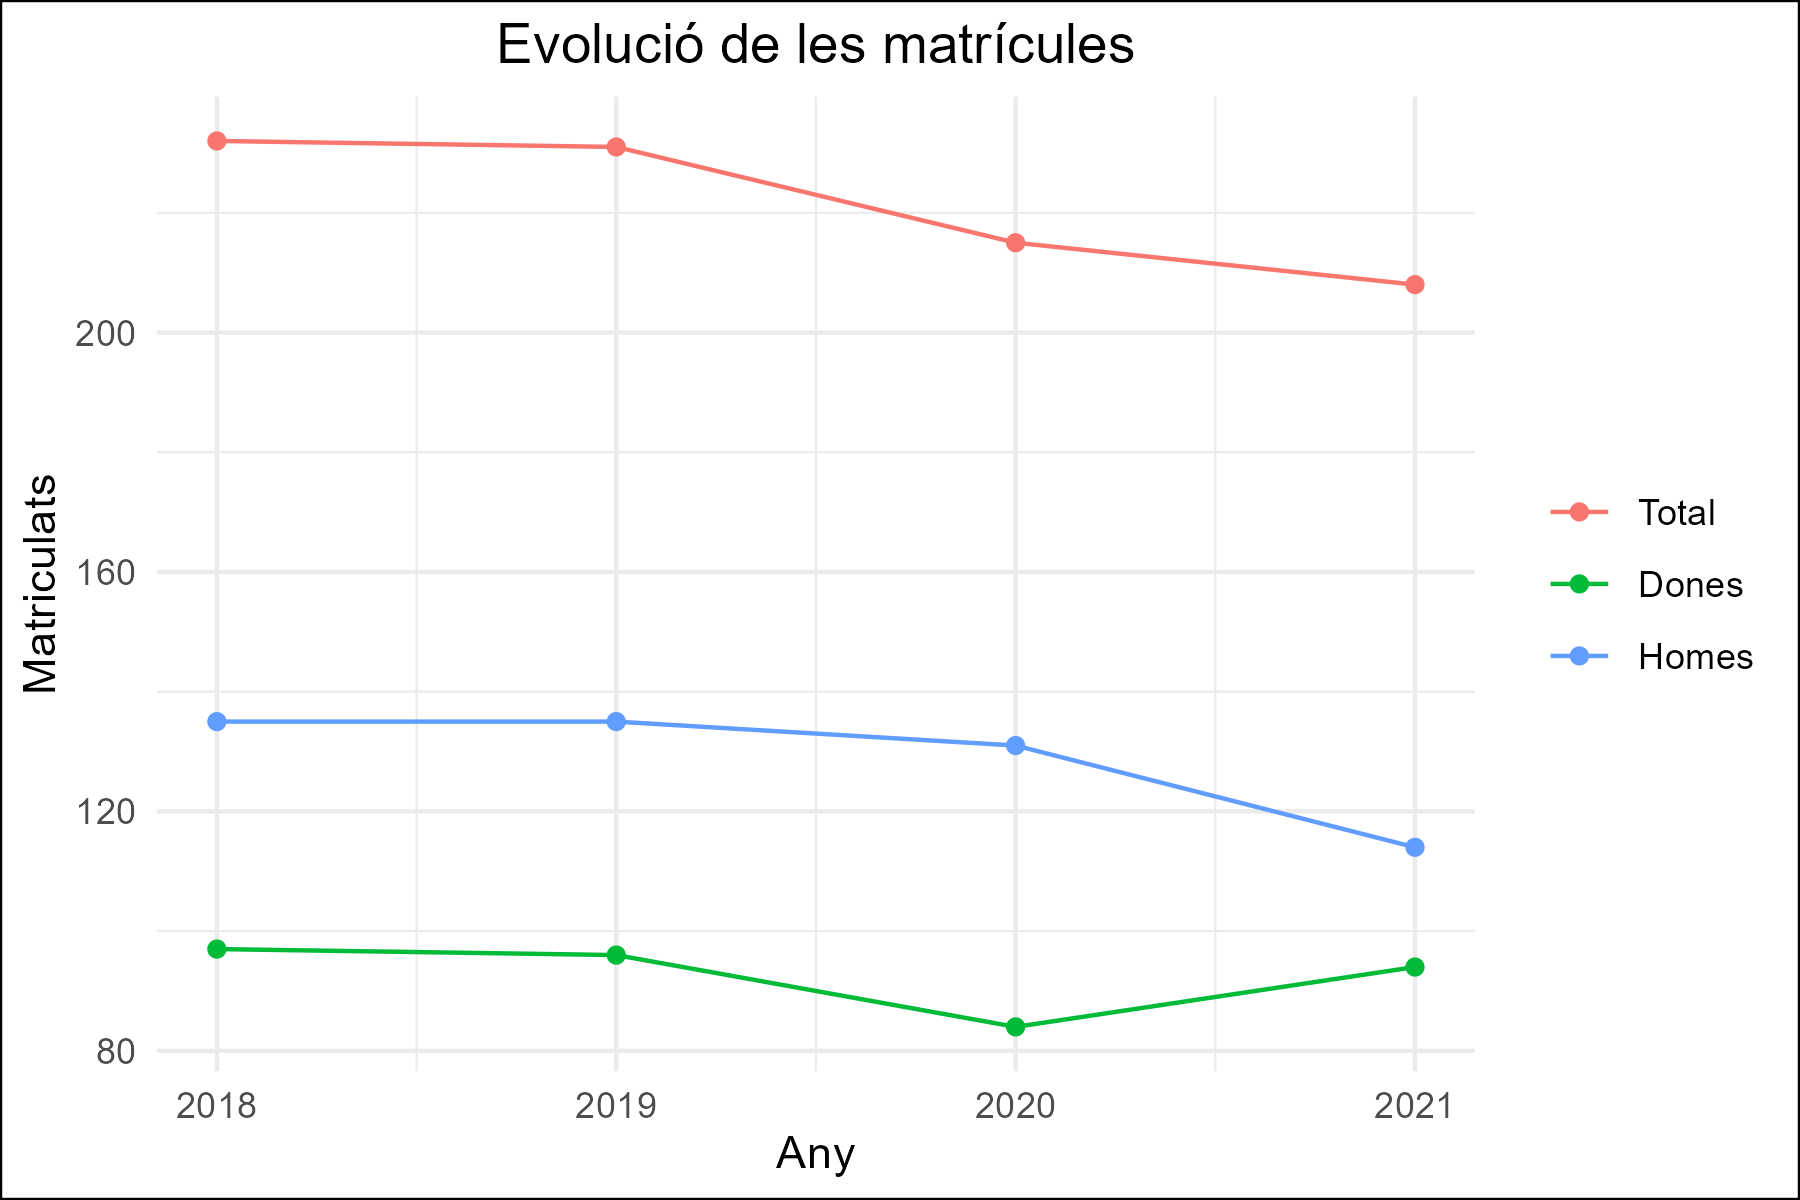 Evolució de les matrícules
Matriculats
200
160
120
80
2018 2019 2020 2021
Any
Total
Dones
Homes